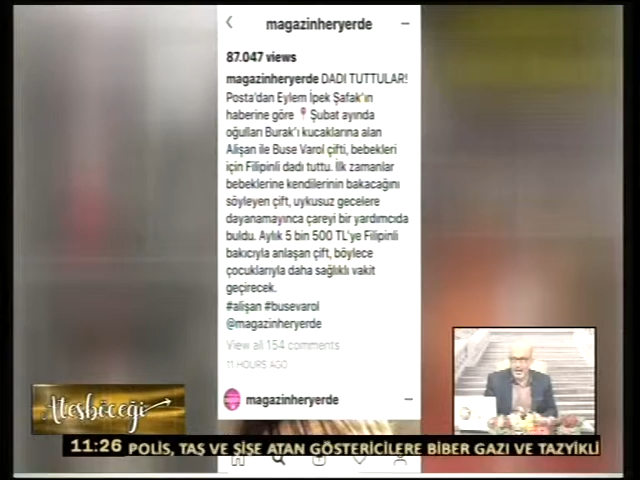 magazinheryerde
87.047 views
magazinheryerde DADI TUTTULAR!
Posta'dan Eylem İpek Şafak'ın
haberine göre 📍 Şubat ayında
oğulları Burak'ı kucaklarına alan
Alişan ile Buse Varol çifti, bebekleri
için Filipinli dadı tuttu. İlk zamanlar
bebeklerine kendilerinin bakacağını
söyleyen çift, uykusuz gecelere
dayanamayınca çareyi bir yardımcıda
buldu. Aylık 5 bin 500 TL'ye Filipinli
bakıcıyla anlaşan çift, böylece
çocuklarıyla daha sağlıklı vakit
geçirecek.
#alişan #busevarol
@magazinheryerde
View all 154 comments
11 HOURS AGO
magazinheryerde
Ateşböceği
11:26 POLİS, TAŞ VE ŞİŞE ATAN GÖSTERİCİLERE BİBER GAZI VE TAZYİKLİ